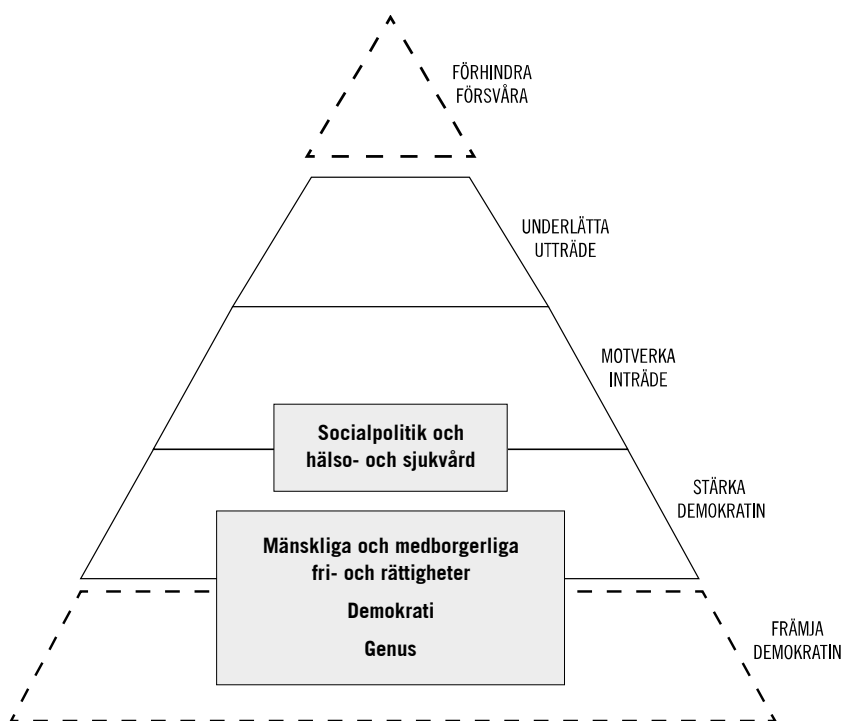 FÖRHINDRA
FÖRSVÅRA
UNDERLÄTTA
UTTRÄDE
MOTVERKA
INTRÄDE
Socialpolitik och
hälso- och sjukvård
STÄRKA
DEMOKRATIN
Mänskliga och medborgerliga
fri- och rättigheter
Demokrati
Genus
FRÄMJA
DEMOKRATIN